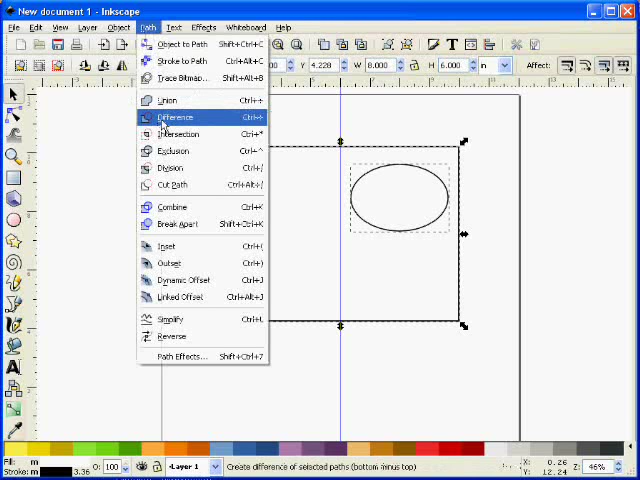 New document 1 - Inkscape
File Edit View Layer Object Path Text Effects Whiteboard Help
Y 4.228 W 8.000 H 6.000 in Affect:
Object to Path Shift+Ctrl+C
Stroke to Path Ctrl+Alt+C
Trace Bitmap... Shift+Alt+B
Union Ctrl++
Difference Ctrl+-
Intersection Ctrl+*
Exclusion Ctrl+^
Division Ctrl+/
Cut Path Ctrl+Alt+/
Combine Ctrl+K
Break Apart Shift+Ctrl+K
Inset Ctrl+(
Outset Ctrl+)
Dynamic Offset Ctrl+J
Linked Offset Ctrl+Alt+J
Simplify Ctrl+L
Reverse
Path Effects... Shift+Ctrl+7
Fill: m
Stroke: m 3.36 O: 100 Layer 1 Create difference of selected paths (bottom minus top) X: 0.26 Y: 12.24 Z: 46%